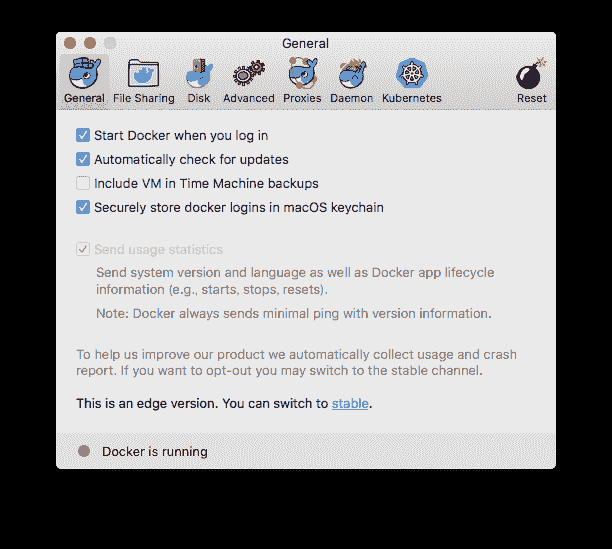 General
General File Sharing Disk Advanced Proxies Daemon Kubernetes Reset
Start Docker when you log in
Automatically check for updates
Include VM in Time Machine backups
Securely store docker logins in macOS keychain
Send usage statistics
Send system version and language as well as Docker app lifecycle
information (e.g., starts, stops, resets).
Note: Docker always sends minimal ping with version information.
To help us improve our product we automatically collect usage and crash
report. If you want to opt-out you may switch to the stable channel.
This is an edge version. You can switch to stable.
Docker is running